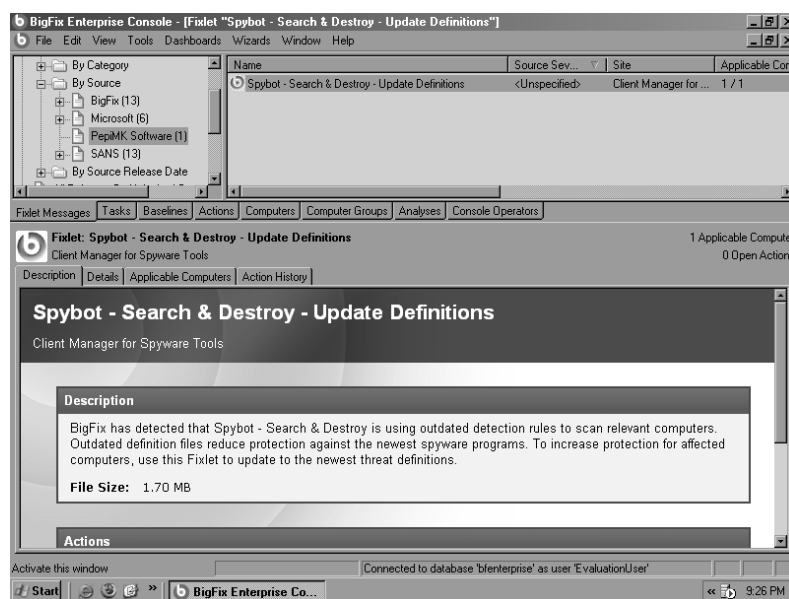 BigFix Enterprise Console - [Fixlet "Spybot - Search & Destroy - Update Definitions"]
File Edit View Tools Dashboards Wizards Window Help
By Category
By Source
BigFix (13)
Microsoft (6)
PepiMK Software (1)
SANS (13)
By Source Release Date
Name Source Sev... Site Applicable Con
Spybot - Search & Destroy - Update Definitions <Unspecified> Client Manager for ... 1 / 1
Fixlet Messages Tasks Baselines Actions Computers Computer Groups Analyses Console Operators
Fixlet: Spybot - Search & Destroy - Update Definitions 1 Applicable Compute
Client Manager for Spyware Tools 0 Open Action
Description Details Applicable Computers Action History
Spybot - Search & Destroy - Update Definitions
Client Manager for Spyware Tools
Description
BigFix has detected that Spybot - Search & Destroy is using outdated detection rules to scan relevant computers.
Outdated definition files reduce protection against the newest spyware programs. To increase protection for affected
computers, use this Fixlet to update to the newest threat definitions.
File Size: 1.70 MB
Actions
Activate this window Connected to database 'bfenterprise' as user 'EvaluationUser'
Start » BigFix Enterprise Co... « 9:26 PM